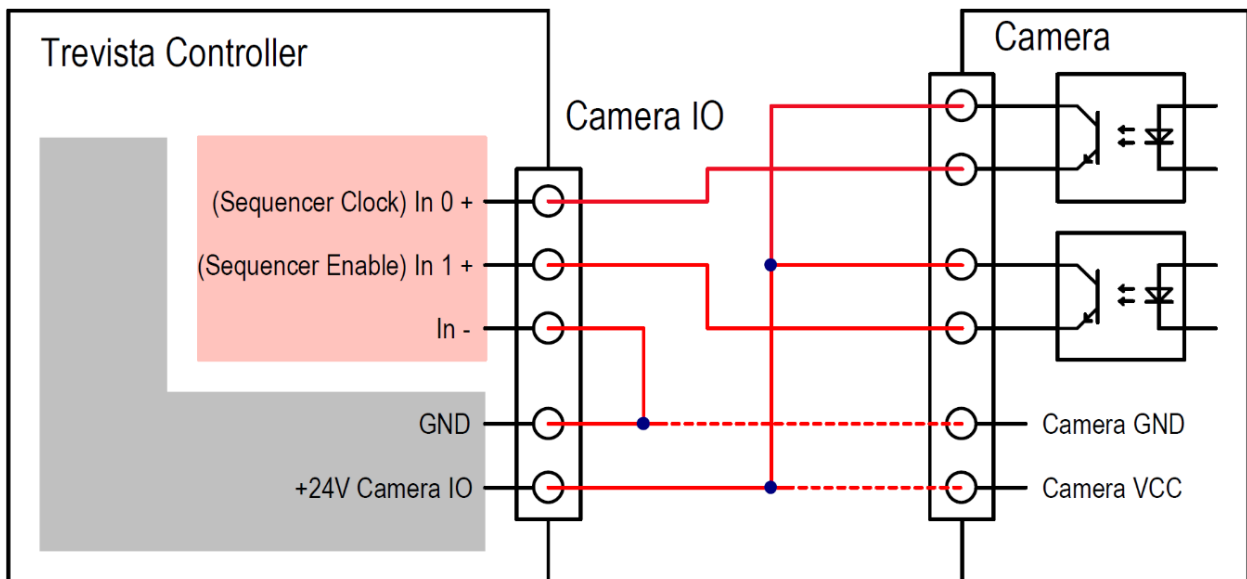 Trevista Controller
Camera
Camera IO
(Sequencer Clock) In 0 +
(Sequencer Enable) In 1 +
In -
GND
Camera GND
+24V Camera IO
Camera VCC